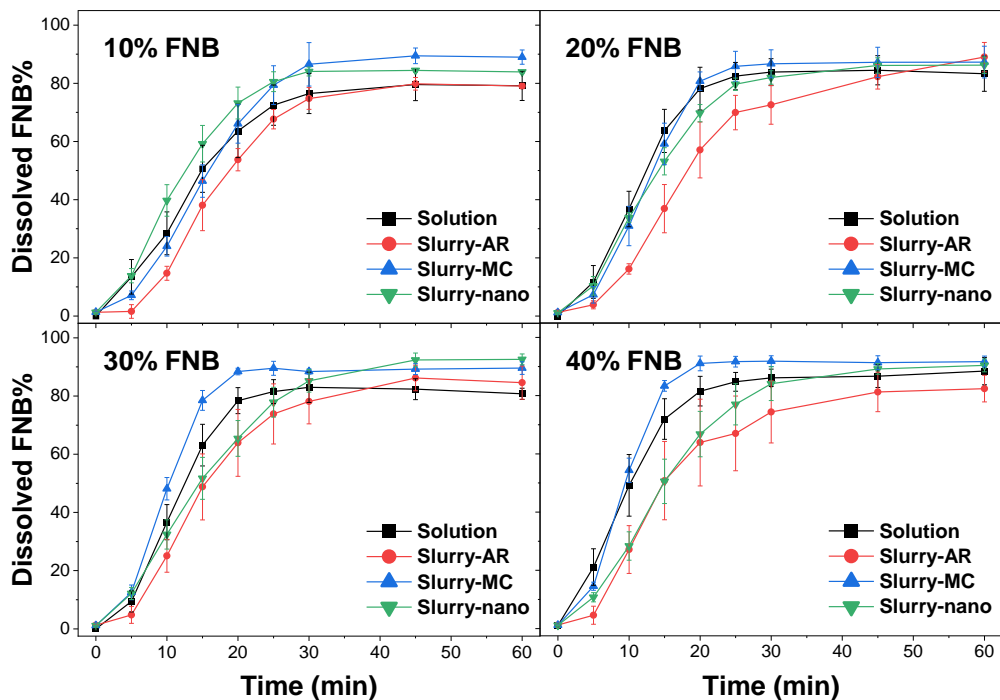 10% FNB
20% FNB
100
80
60
40
20
0
Dissolved FNB%
Solution
Slurry-AR
Slurry-MC
Slurry-nano
Solution
Slurry-AR
Slurry-MC
Slurry-nano
30% FNB
40% FNB
100
80
60
40
20
0
Dissolved FNB%
Solution
Slurry-AR
Slurry-MC
Slurry-nano
Solution
Slurry-AR
Slurry-MC
Slurry-nano
0 10 20 30 40 50 60
0 10 20 30 40 50 60
Time (min)
Time (min)